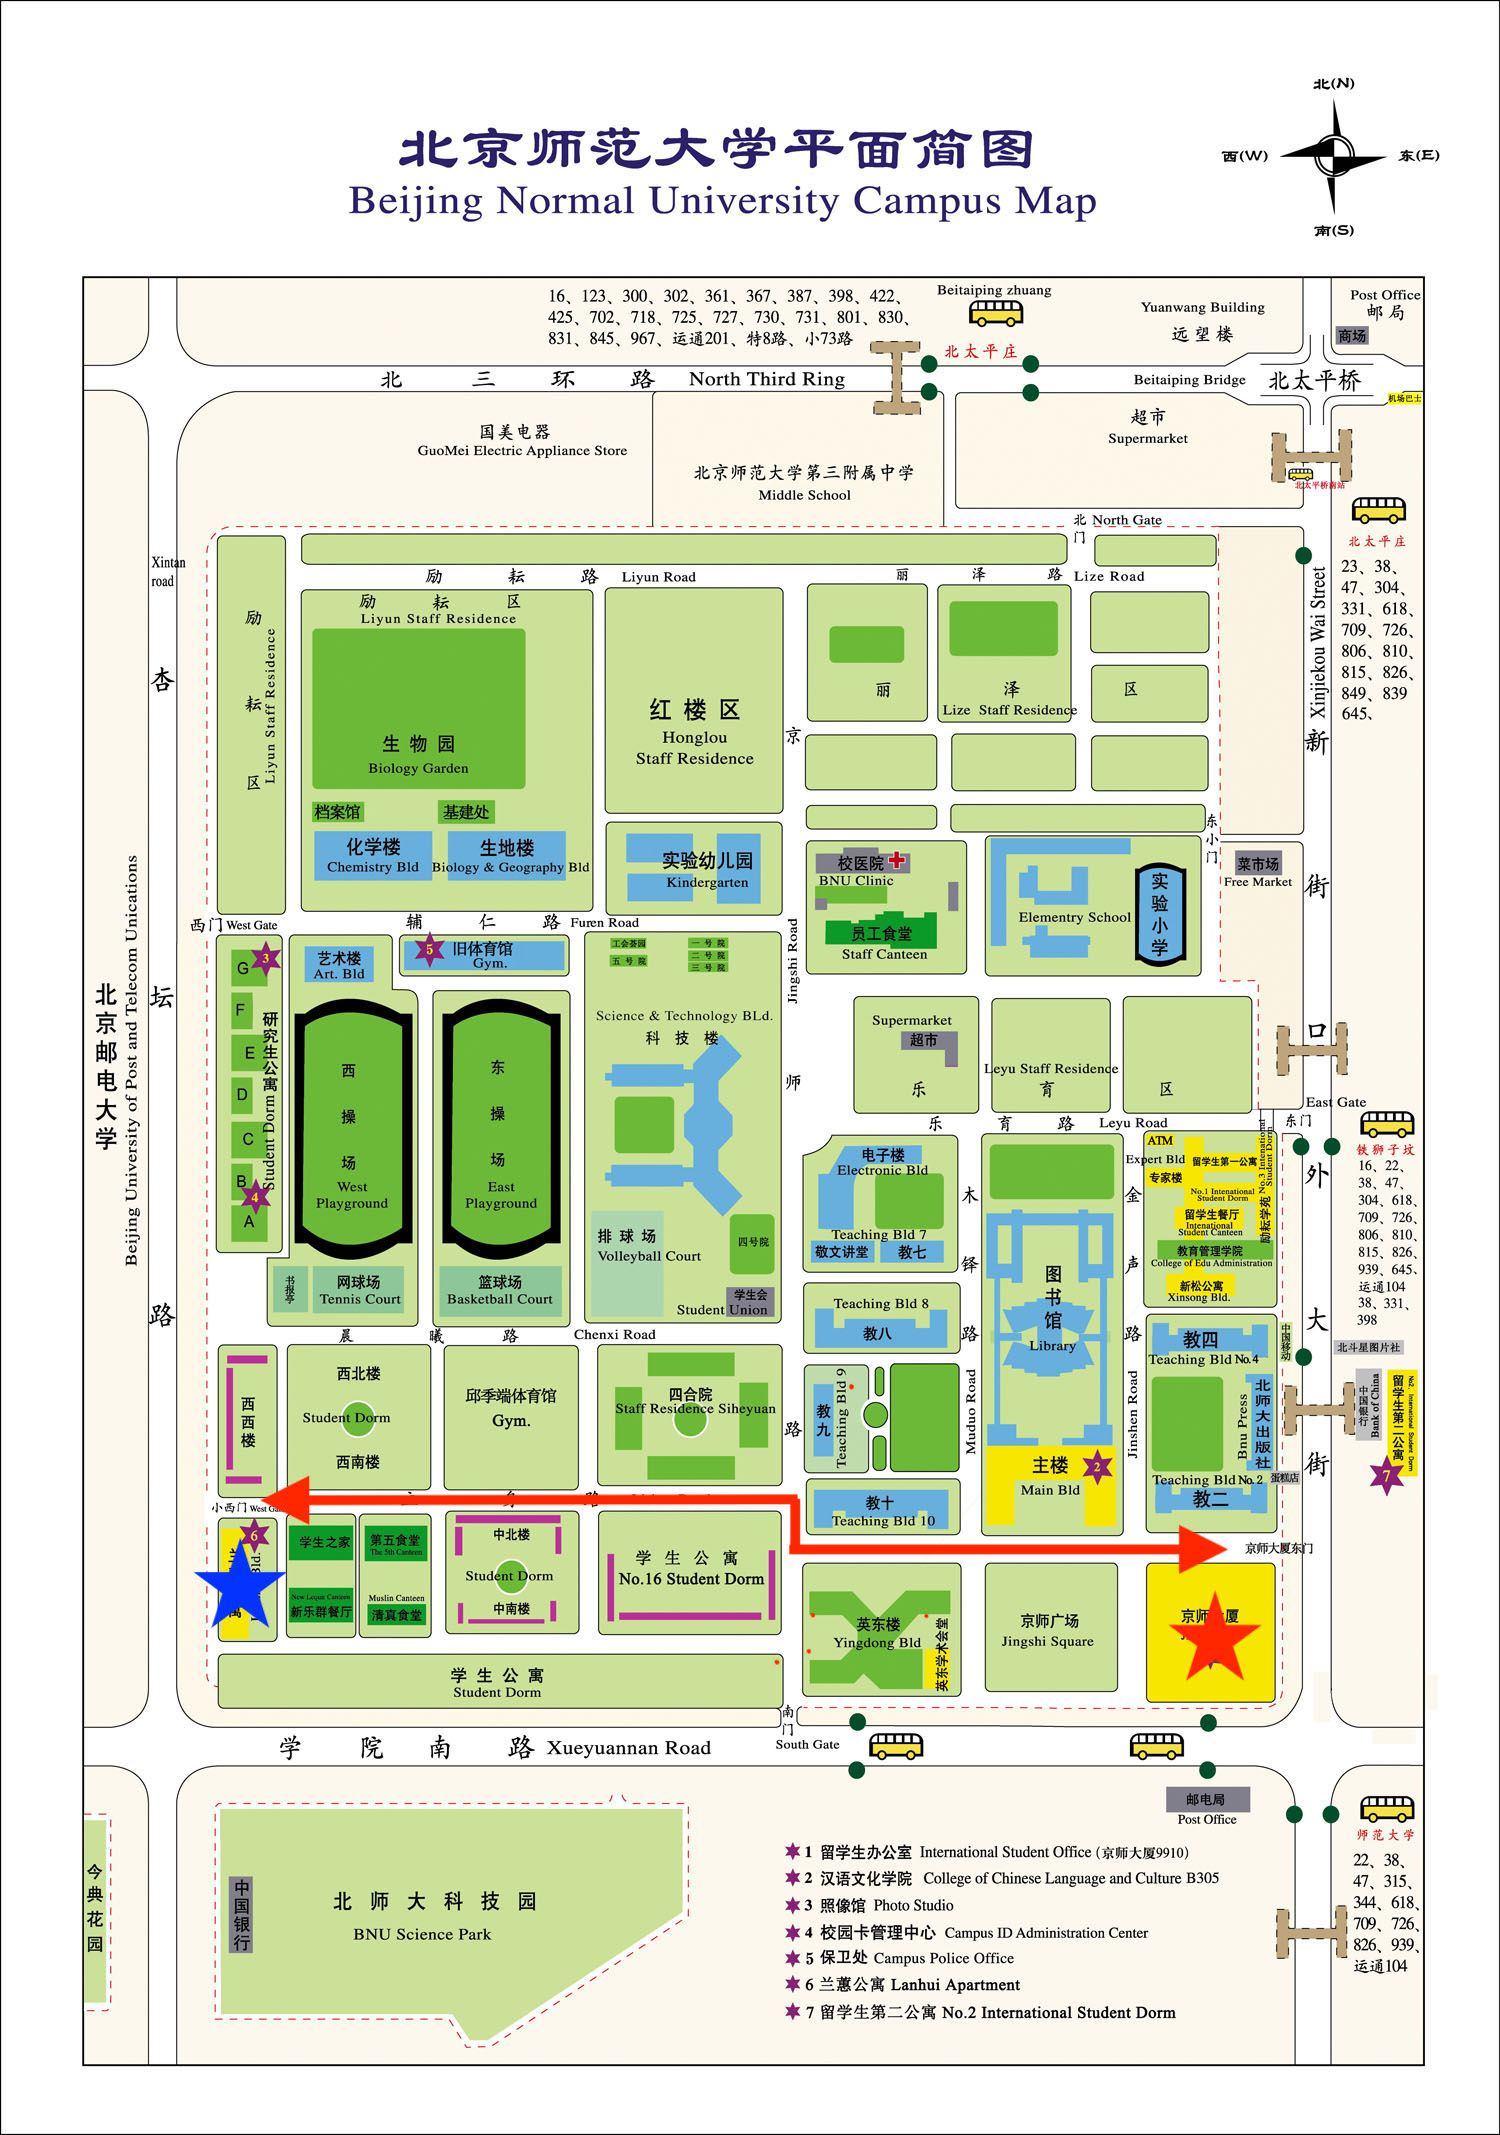 北(N)
西(W)
东(E)
南(S)
北京师范大学平面简图
Beijing Normal University Campus Map
16、123、300、302、361、367、387、398、422、
425、702、718、725、727、730、731、801、830、
831、845、967、运通201、特8路、小73路
Beitaiping zhuang
北太平庄
Yuanwang Building
远望楼
Post Office
邮局
商场
北三环路 North Third Ring
Beitaiping Bridge
北太平桥
机场巴士
国美电器
GuoMei Electric Appliance Store
北京师范大学第三附属中学
Middle School
超市
Supermarket
北太平桥南站
北门 North Gate
北太平庄
23、38、
47、304、
331、618、
709、726、
806、810、
815、826、
849、839
645、
Xintan
road
杏坛路
励耘路 Liyun Road
丽泽路 Lize Road
励耘区
Liyun Staff Residence
励耘区
Liyun Staff Residence
生物园
Biology Garden
档案馆
基建处
化学楼
Chemistry Bld
生地楼
Biology & Geography Bld
红楼区
Honglou
Staff Residence
实验幼儿园
Kindergarten
丽泽区
Lize Staff Residence
Xinjiekou Wai Street
新街口外大街
东小门
菜市场
Free Market
校医院
BNU Clinic
员工食堂
Staff Canteen
Elementry School
实验小学
西门 West Gate
辅仁路 Furen Road
京师路
Jingshi Road
北京邮电大学
Beijing University of Post and Telecom Unications
G
3
F
E
D
C
B
4
A
研究生公寓
Student Dorm
艺术楼
Art. Bld
5
旧体育馆
Gym.
西操场
West
Playground
东操场
East
Playground
工会荟园
五号院
一号院
二号院
三号院
Science & Technology BLd.
科技楼
排球场
Volleyball Court
四号院
学生会
Student Union
书报亭
网球场
Tennis Court
篮球场
Basketball Court
Supermarket
超市
Leyu Staff Residence
乐育区
East Gate
东门
乐育路 Leyu Road
铁狮子坟
16、22、
38、47、
304、618、
709、726、
806、810、
815、826、
939、645、
运通104
38、331、
398
电子楼
Electronic Bld
Teaching Bld 7
敬文讲堂
教七
木铎路
Muduo Road
图书馆
Library
金声路
Jinshen Road
ATM
Expert Bld
专家楼
留学生第一公寓
No.1 Intenational
Student Dorm
留学生餐厅
International
Student Canteen
励耘学苑 No.3 International
Student Dorm
教育管理学院
College of Edu Administration
新松公寓
Xinsong Bld.
Teaching Bld 8
教八
晨曦路 Chenxi Road
教四
Teaching Bld No.4
中国移动
北斗星图片社
西西楼
西北楼
Student Dorm
西南楼
邱季端体育馆
Gym.
四合院
Staff Residence Siheyuan
教九
Teaching Bld 9
Bnu Press
北师大出版社
中国银行
Bank of China
留学生第二公寓
No2. International Student Dorm
7
主楼
2
Main Bld
Teaching Bld No.2
蛋糕店
教二
小西门
路
教十
Teaching Bld 10
京师大厦东门
6
学生之家
第五食堂
The 5th Canteen
New Lequn Canteen
新乐群餐厅
Muslin Canteen
清真食堂
中北楼
Student Dorm
中南楼
学生公寓
No.16 Student Dorm
英东楼
Yingdong Bld
英东学术会堂
京师广场
Jingshi Square
学生公寓
Student Dorm
南门
South Gate
学院南路 Xueyuannan Road
邮电局
Post Office
师范大学
22、38、
47、315、
344、618、
709、726、
826、939、
运通104
今典花园
中国银行
北师大科技园
BNU Science Park
1 留学生办公室 International Student Office (京师大厦9910)
2 汉语文化学院 College of Chinese Language and Culture B305
3 照像馆 Photo Studio
4 校园卡管理中心 Campus ID Administration Center
5 保卫处 Campus Police Office
6 兰蕙公寓 Lanhui Apartment
7 留学生第二公寓 No.2 International Student Dorm